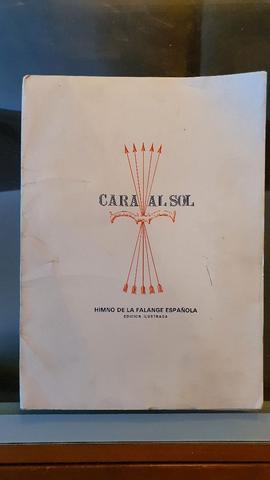 CARA AL SOL
HIMNO DE LA FALANGE ESPAÑOLA
EDICION ILUSTRADA